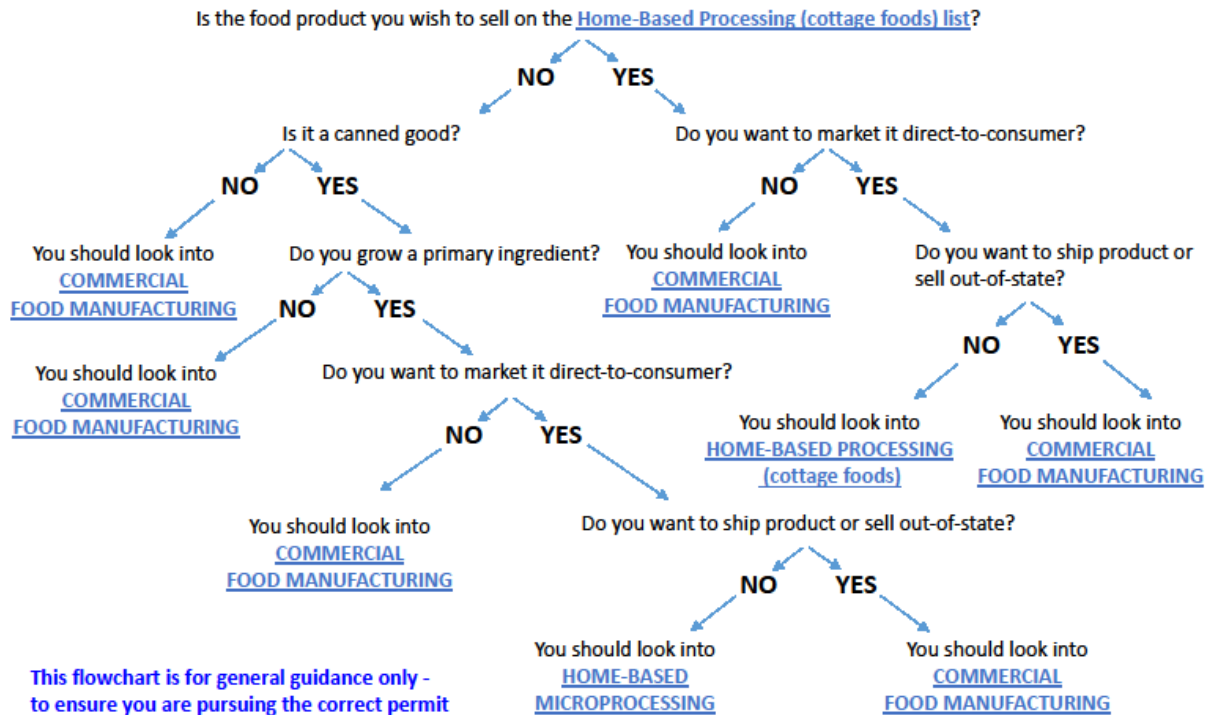 Is the food product you wish to sell on the Home-Based Processing (cottage foods) list?
NO
YES
Is it a canned good?
Do you want to market it direct-to-consumer?
NO
YES
NO
YES
You should look into
COMMERCIAL
FOOD MANUFACTURING
Do you grow a primary ingredient?
You should look into
COMMERCIAL
FOOD MANUFACTURING
Do you want to ship product or
sell out-of-state?
NO
YES
NO
YES
You should look into
COMMERCIAL
FOOD MANUFACTURING
Do you want to market it direct-to-consumer?
You should look into
HOME-BASED PROCESSING
(cottage foods)
You should look into
COMMERCIAL
FOOD MANUFACTURING
NO
YES
You should look into
COMMERCIAL
FOOD MANUFACTURING
Do you want to ship product or sell out-of-state?
NO
YES
You should look into
HOME-BASED
MICROPROCESSING
You should look into
COMMERCIAL
FOOD MANUFACTURING
This flowchart is for general guidance only -
to ensure you are pursuing the correct permit